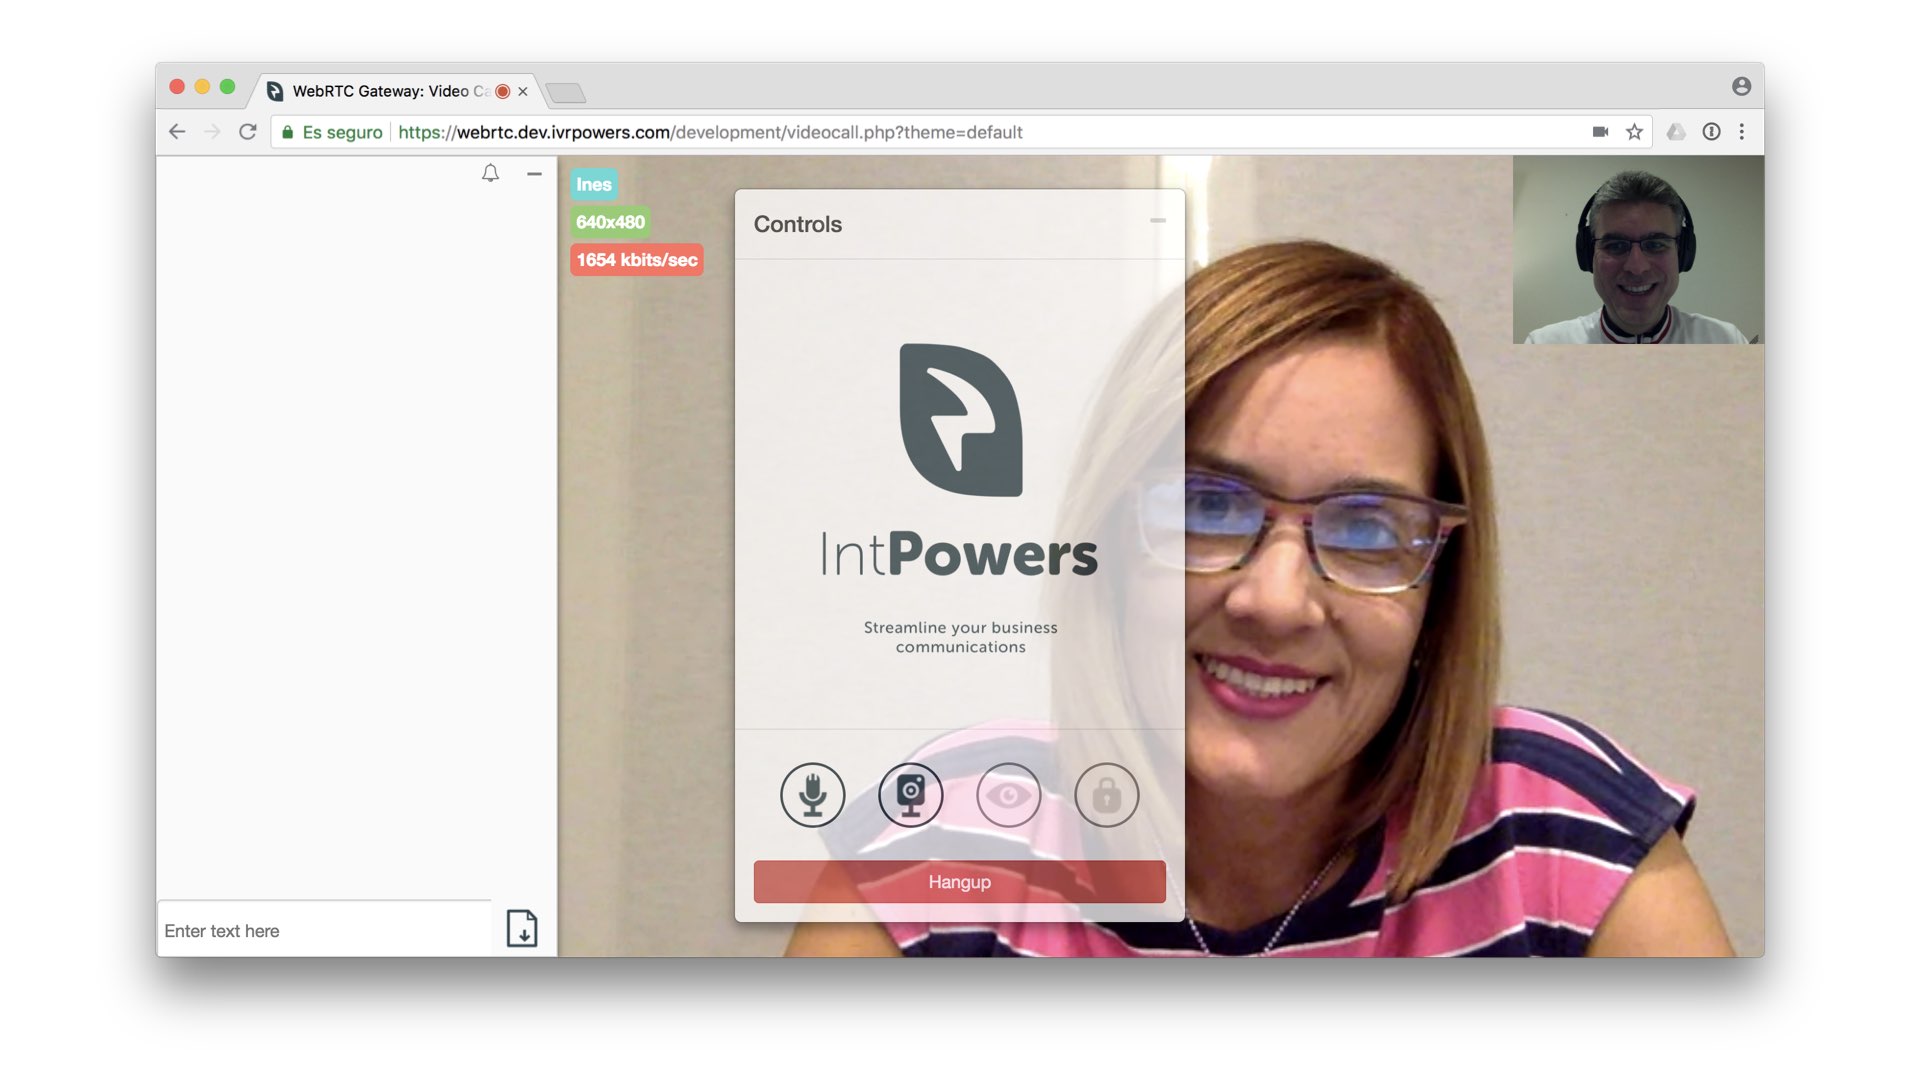 WebRTC Gateway: Video Ca
Es seguro
https://webrtc.dev.ivrpowers.com/development/videocall.php?theme=default
Ines
640x480
1654 kbits/sec
Controls
IntPowers
Streamline your business
communications
Hangup
Enter text here